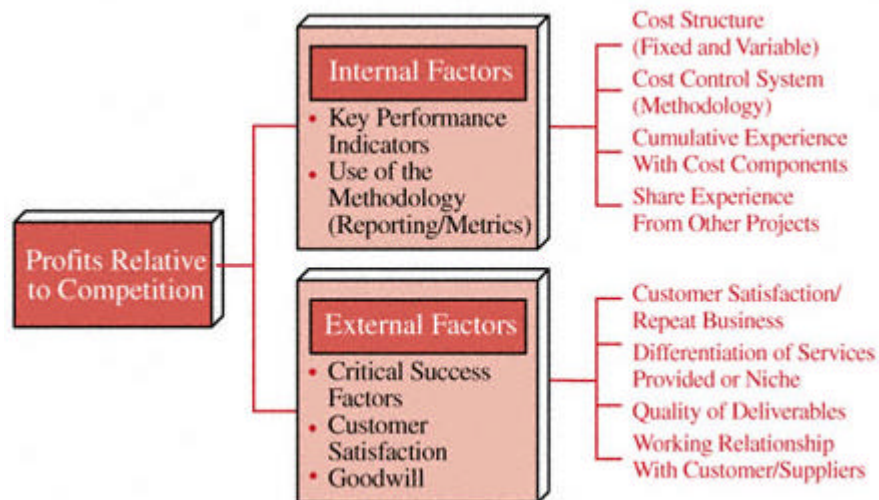 Profits Relative
to Competition
Internal Factors
• Key Performance
Indicators
• Use of the
Methodology
(Reporting/Metrics)
Cost Structure
(Fixed and Variable)
Cost Control System
(Methodology)
Cumulative Experience
With Cost Components
Share Experience
From Other Projects
External Factors
• Critical Success
Factors
• Customer
Satisfaction
• Goodwill
Customer Satisfaction/
Repeat Business
Differentiation of Services
Provided or Niche
Quality of Deliverables
Working Relationship
With Customer/Suppliers